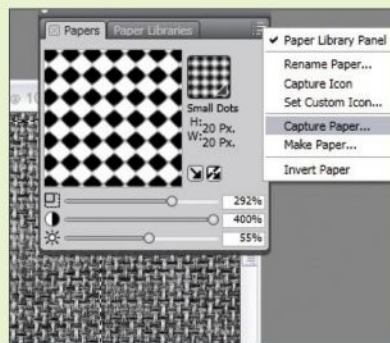 Papers
Paper Libraries
Small Dots
H: 20 Px.
W: 20 Px.
292%
400%
55%
Paper Library Panel
Rename Paper...
Capture Icon
Set Custom Icon...
Capture Paper...
Make Paper...
Invert Paper